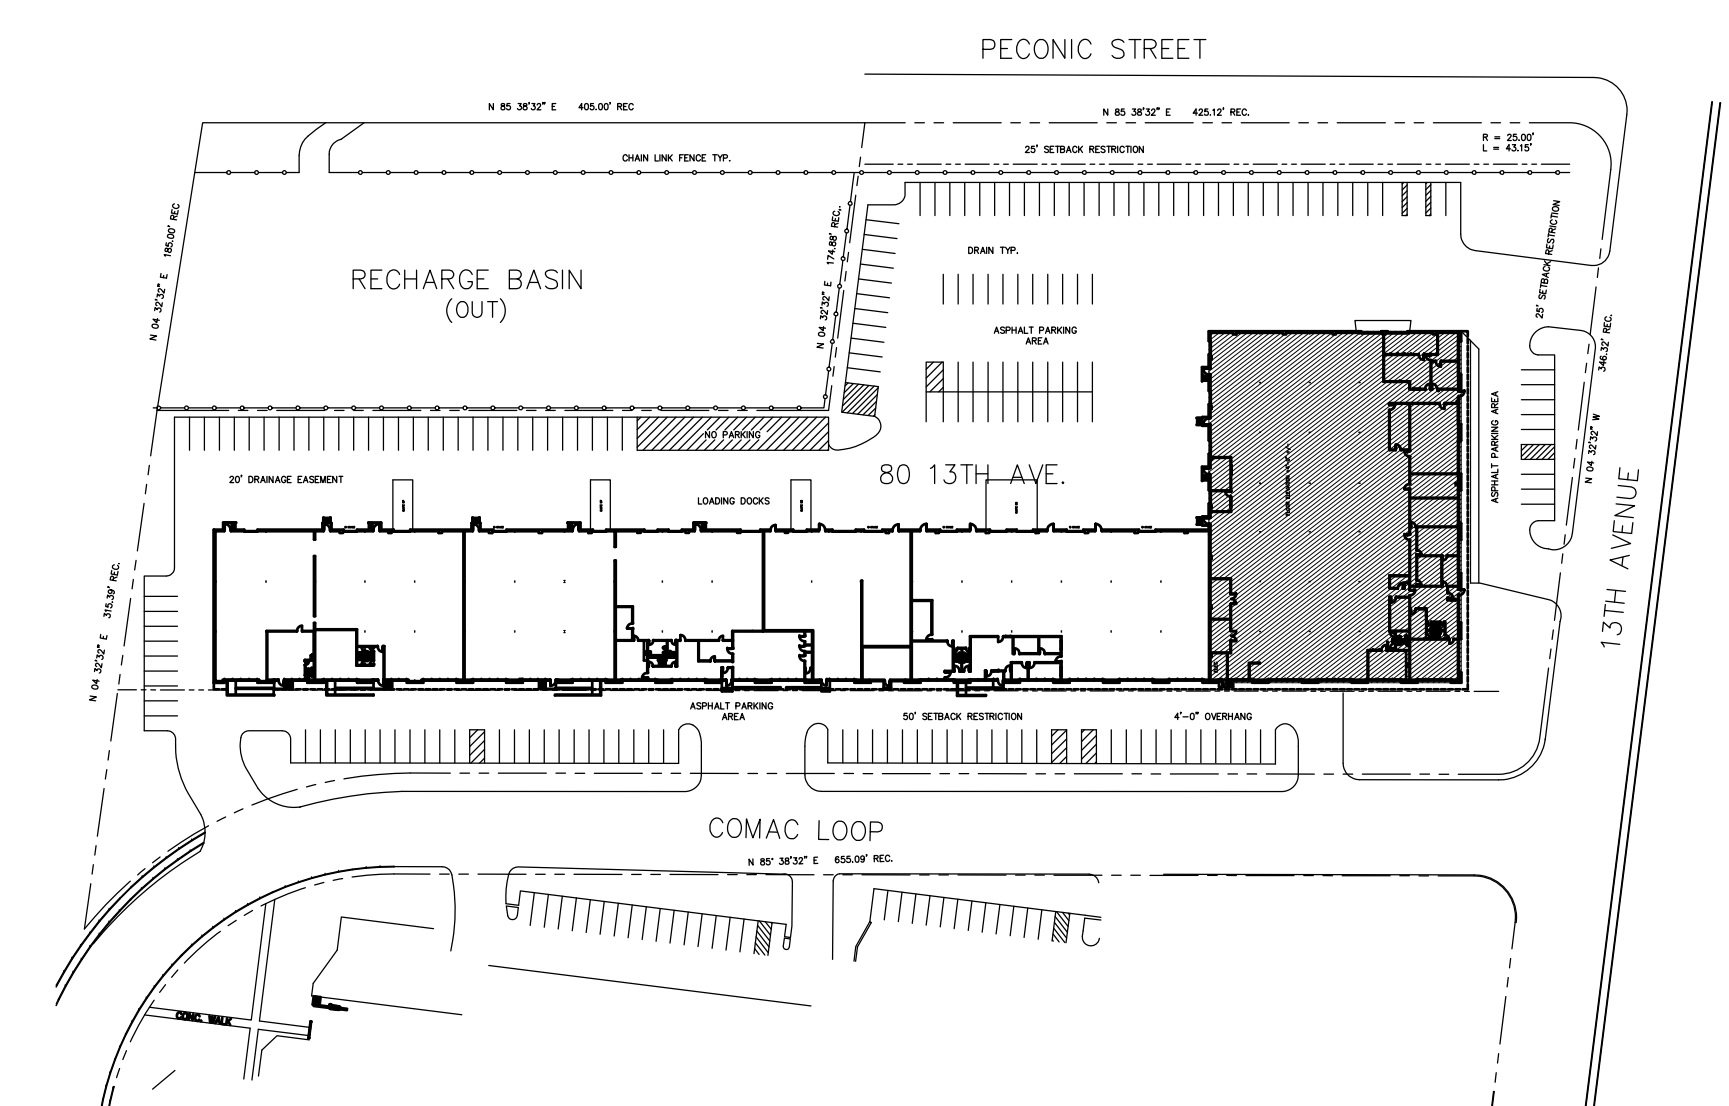 PECONIC STREET
N 85 38'32" E 405.00' REC
N 85 38'32" E 425.12' REC.
R = 25.00'
L = 43.15'
25' SETBACK RESTRICTION
CHAIN LINK FENCE TYP.
N 04 32'32" E 185.00' REC
N 04 32'32" E 174.88' REC.
25' SETBACK RESTRICTION
DRAIN TYP.
RECHARGE BASIN
(OUT)
ASPHALT PARKING
AREA
346.32' REC.
N 04 32'32" W
ASPHALT PARKING AREA
NO PARKING
80 13TH AVE.
20' DRAINAGE EASEMENT
LOADING DOCKS
13TH AVENUE
N 04 32'32" E 315.39' REC.
ASPHALT PARKING
AREA
50' SETBACK RESTRICTION
4'-0" OVERHANG
COMAC LOOP
N 85° 38'32" E 655.09' REC.
CONC. WALK